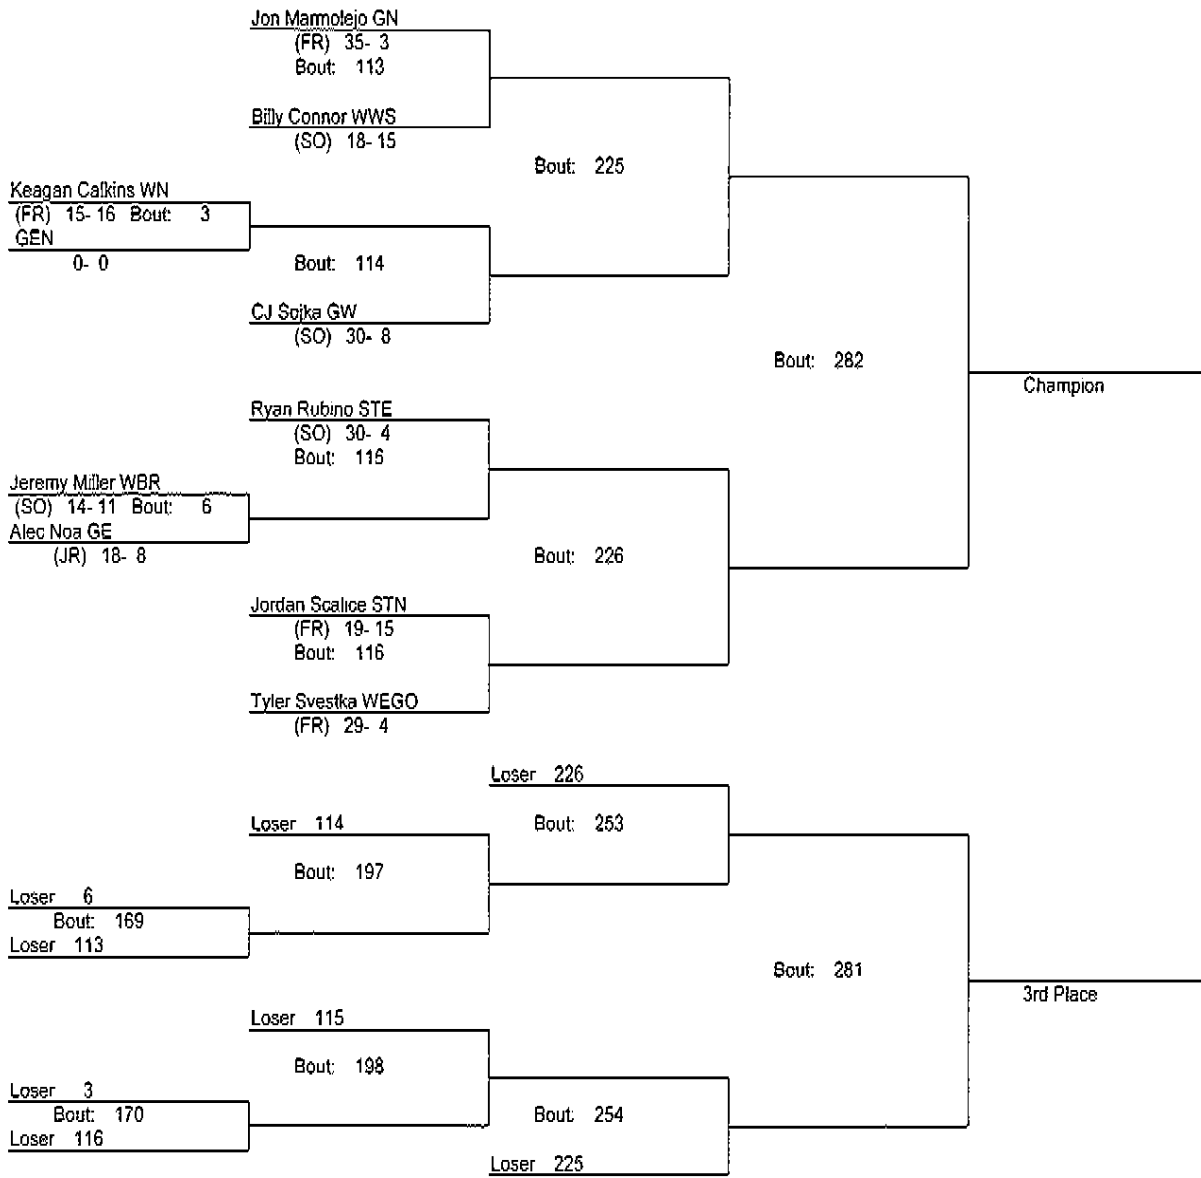 Jon Marmolejo GN
(FR) 35- 3
Bout: 113
Billy Connor WWS
(SO) 18- 15
Bout: 225
Keagan Calkins WN
(FR) 15- 16 Bout: 3
GEN
0- 0
Bout: 114
CJ Sojka GW
(SO) 30- 8
Bout: 282
Champion
Ryan Rubino STE
(SO) 30- 4
Bout: 115
Jeremy Miller WBR
(SO) 14- 11 Bout: 6
Alec Noa GE
(JR) 18- 8
Bout: 226
Jordan Scalice STN
(FR) 19- 15
Bout: 116
Tyler Svestka WEGO
(FR) 29- 4
Loser 226
Loser 114
Bout: 253
Bout: 197
Loser 6
Bout: 169
Loser 113
Bout: 281
3rd Place
Loser 115
Bout: 198
Loser 3
Bout: 170
Loser 116
Bout: 254
Loser 225